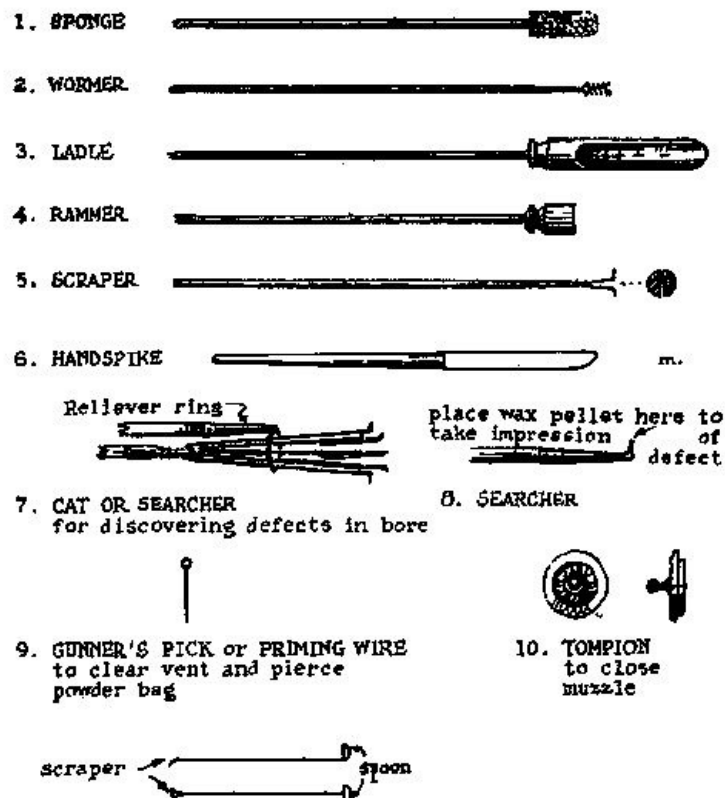 1. SPONGE
2. WORMER
3. LADLE
4. RAMMER
5. SCRAPER
6. HANDSPIKE m.
Reliever ring
place wax pellet here to
take impression of
defect
7. CAT OR SEARCHER
for discovering defects in bore
8. SEARCHER
9. GUNNER'S PICK or PRIMING WIRE
to clear vent and pierce
powder bag
10. TOMPION
to close
muzzle
scraper spoon